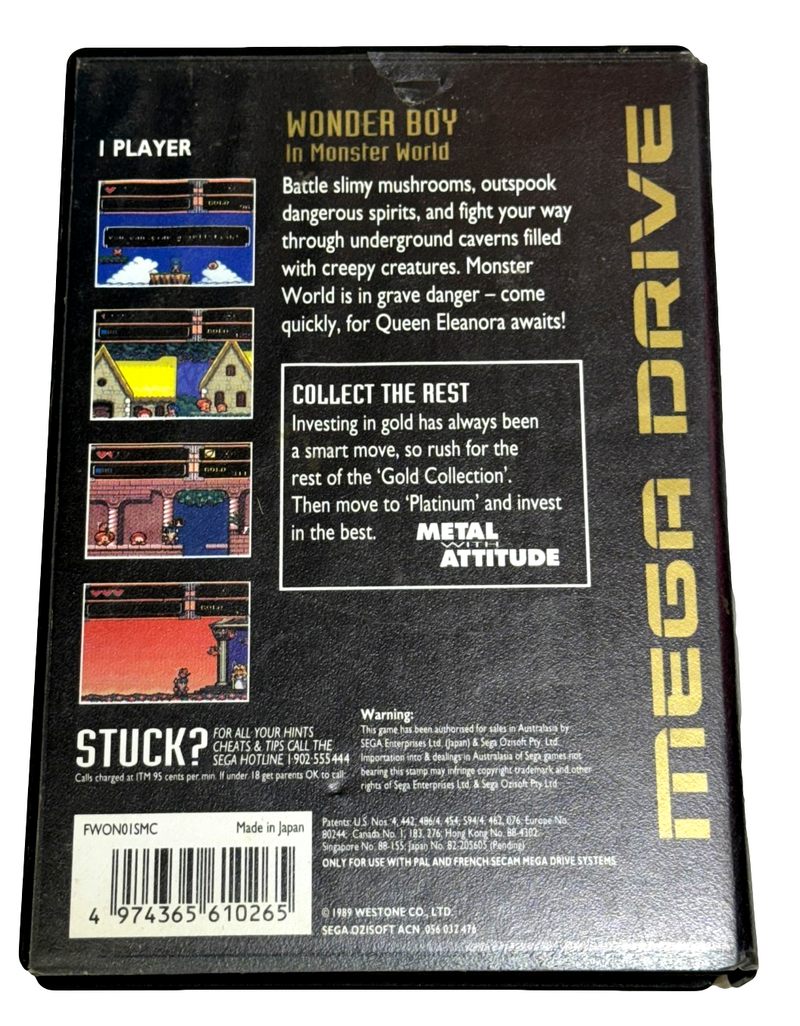 1 PLAYER
WONDER BOY
In Monster World
Battle slimy mushrooms, outspook
dangerous spirits, and fight your way
through underground caverns filled
with creepy creatures. Monster
World is in grave danger – come
quickly, for Queen Eleanora awaits!
COLLECT THE REST
Investing in gold has always been
a smart move, so rush for the
rest of the ‘Gold Collection’.
Then move to ‘Platinum’ and invest
in the best.
METAL
WITH
ATTITUDE
MEGA DRIVE
GOLD
GOLD
GOLD
GOLD
STUCK?
FOR ALL YOUR HINTS
CHEATS & TIPS CALL THE
SEGA HOTLINE 1 902-555 444
Calls charged at ITM 95 cents per min. If under 18 get parents OK to call.
Warning:
This game has been authorised for sales in Australasia by
SEGA Enterprises Ltd. (Japan) & Sega Ozisoft Pty. Ltd.
Importation into & dealings in Australasia of Sega games not
bearing this stamp may infringe copyright trademark and other
rights of Sega Enterprises Ltd. & Sega Ozisoft Pty Ltd.
FWON01SMC Made in Japan
4 974365 610265
Patents: U.S. Nos. 4, 442, 486/4, 454, 594/4, 462, 076; Europe No.
80244; Canada No. 1, 183, 276; Hong Kong No. 88-4302;
Singapore No. 88-155; Japan No. 82-205605 (Pending)
ONLY FOR USE WITH PAL AND FRENCH SECAM MEGA DRIVE SYSTEMS
© 1989 WESTONE CO., LTD.
SEGA OZISOFT ACN 056 032 476